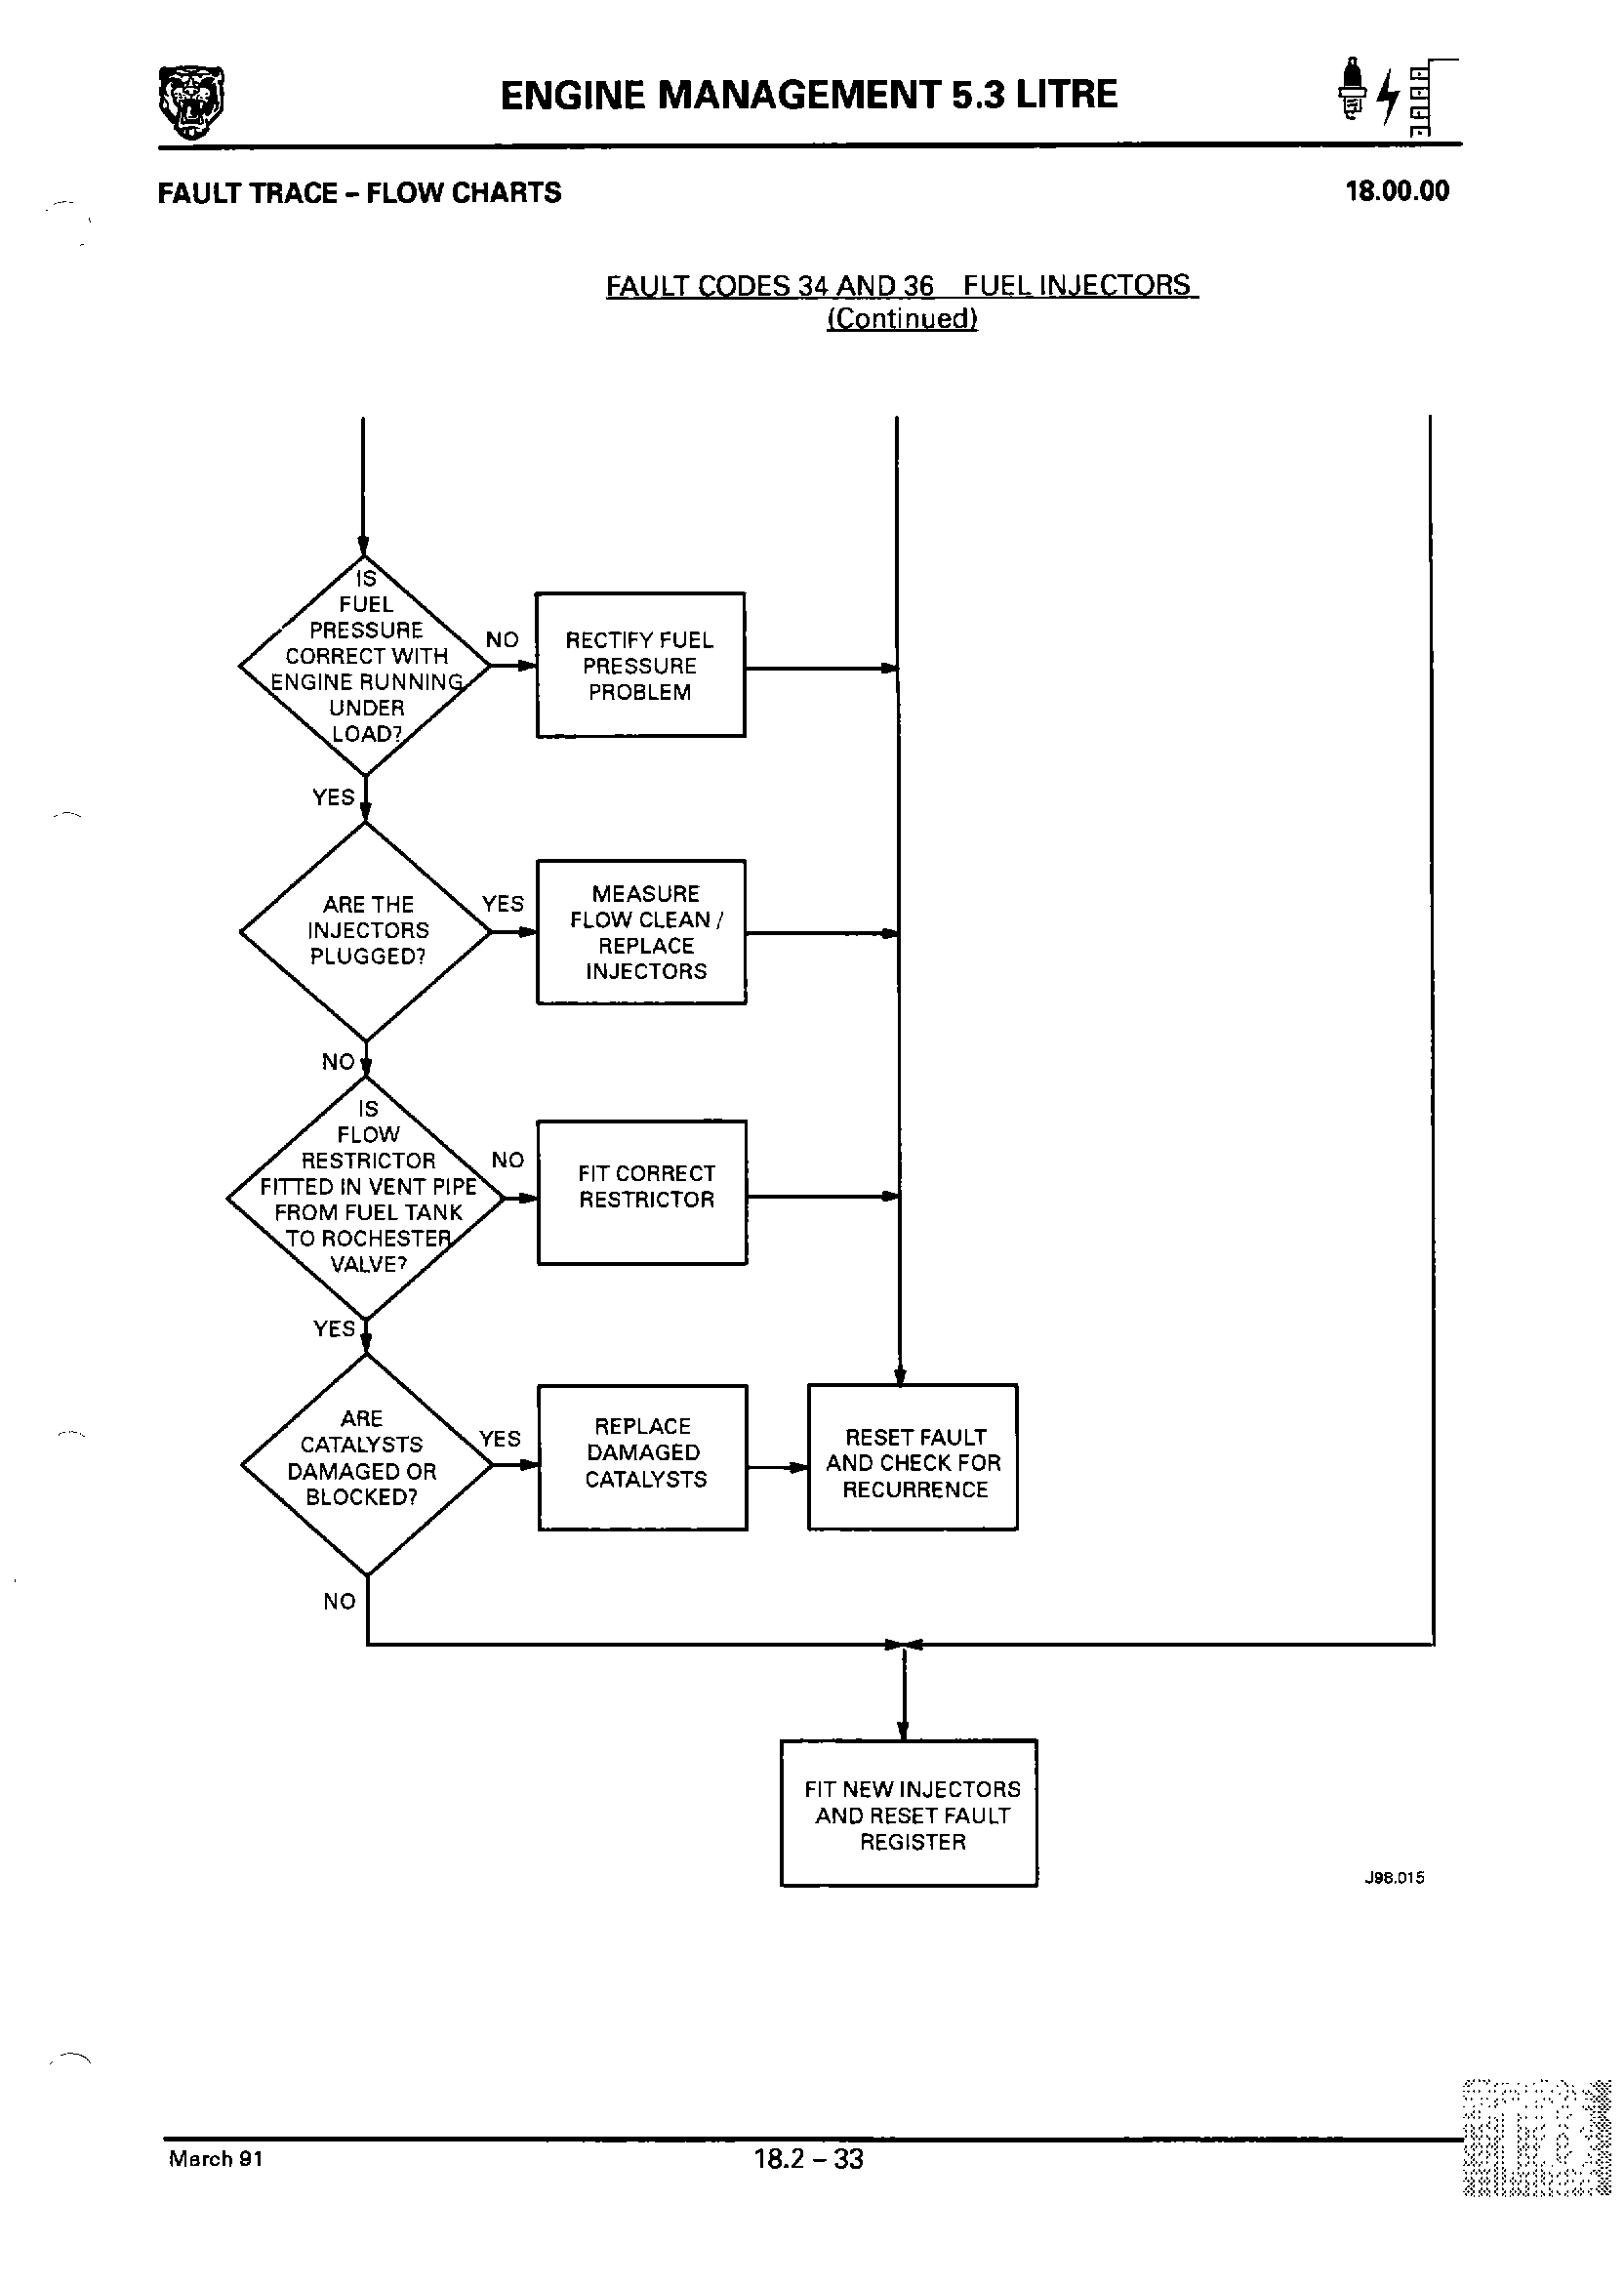 ENGINE MANAGEMENT 5.3 LITRE
FAULT TRACE – FLOW CHARTS
18.00.00
FAULT CODES 34 AND 36 FUEL INJECTORS
(Continued)
IS
FUEL
PRESSURE
CORRECT WITH
ENGINE RUNNING
UNDER
LOAD?
NO
RECTIFY FUEL
PRESSURE
PROBLEM
YES
ARE THE
INJECTORS
PLUGGED?
YES
MEASURE
FLOW CLEAN /
REPLACE
INJECTORS
NO
IS
FLOW
RESTRICTOR
FITTED IN VENT PIPE
FROM FUEL TANK
TO ROCHESTER
VALVE?
NO
FIT CORRECT
RESTRICTOR
YES
ARE
CATALYSTS
DAMAGED OR
BLOCKED?
YES
REPLACE
DAMAGED
CATALYSTS
RESET FAULT
AND CHECK FOR
RECURRENCE
NO
FIT NEW INJECTORS
AND RESET FAULT
REGISTER
J98.015
March 91
18.2 – 33